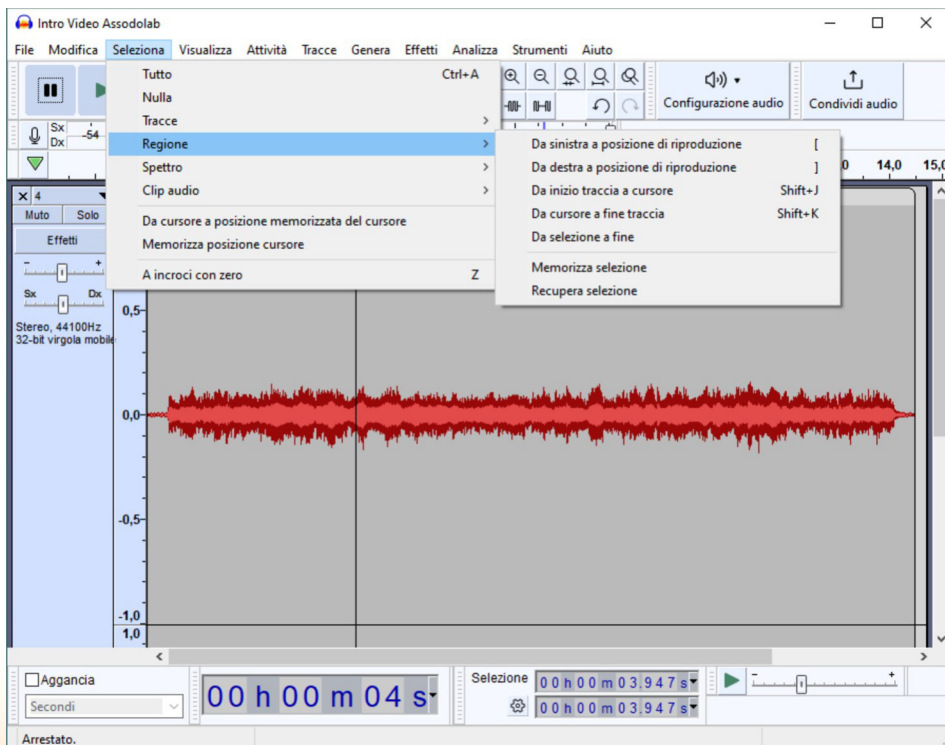 Intro Video Assodolab
File Modifica Seleziona Visualizza Attività Tracce Genera Effetti Analizza Strumenti Aiuto
Tutto Ctrl+A
Nulla
Tracce
Regione
Spettro
Clip audio
Da cursore a posizione memorizzata del cursore
Memorizza posizione cursore
A incroci con zero Z
Configurazione audio
Condividi audio
Da sinistra a posizione di riproduzione [
Da destra a posizione di riproduzione ]
Da inizio traccia a cursore Shift+J
Da cursore a fine traccia Shift+K
Da selezione a fine
Memorizza selezione
Recupera selezione
Sx
Dx
-54
14,0 15,
4
Muto Solo
Effetti
- +
Sx Dx
Stereo, 44100Hz
32-bit virgola mobile
0,5
0,0
-0,5
-1,0
1,0
Aggancia
Secondi
00 h 00 m 04 s
Selezione
00 h 00 m 03.947 s
00 h 00 m 03.947 s
- +
Arrestato.